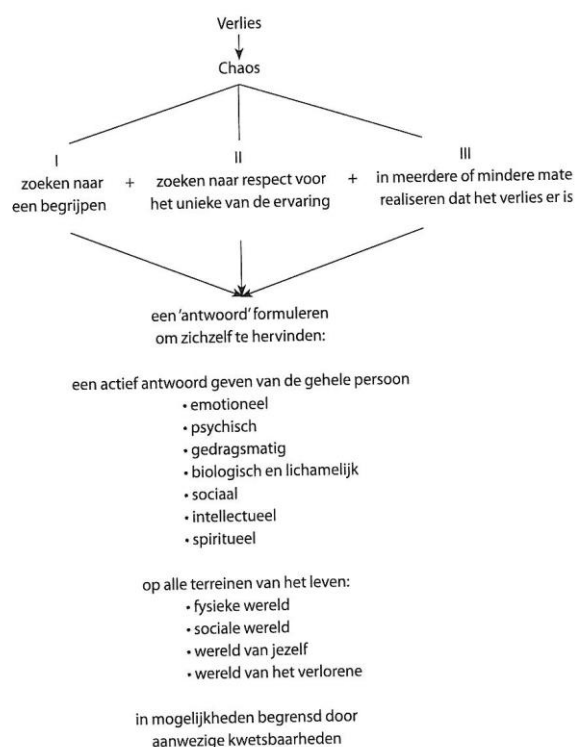 Verlies
Chaos
I
zoeken naar
een begrijpen
+
II
zoeken naar respect voor
het unieke van de ervaring
+
III
in meerdere of mindere mate
realiseren dat het verlies er is
een 'antwoord' formuleren
om zichzelf te hervinden:
een actief antwoord geven van de gehele persoon
• emotioneel
• psychisch
• gedragsmatig
• biologisch en lichamelijk
• sociaal
• intellectueel
• spiritueel
op alle terreinen van het leven:
• fysieke wereld
• sociale wereld
• wereld van jezelf
• wereld van het verlorene
in mogelijkheden begrensd door
aanwezige kwetsbaarheden